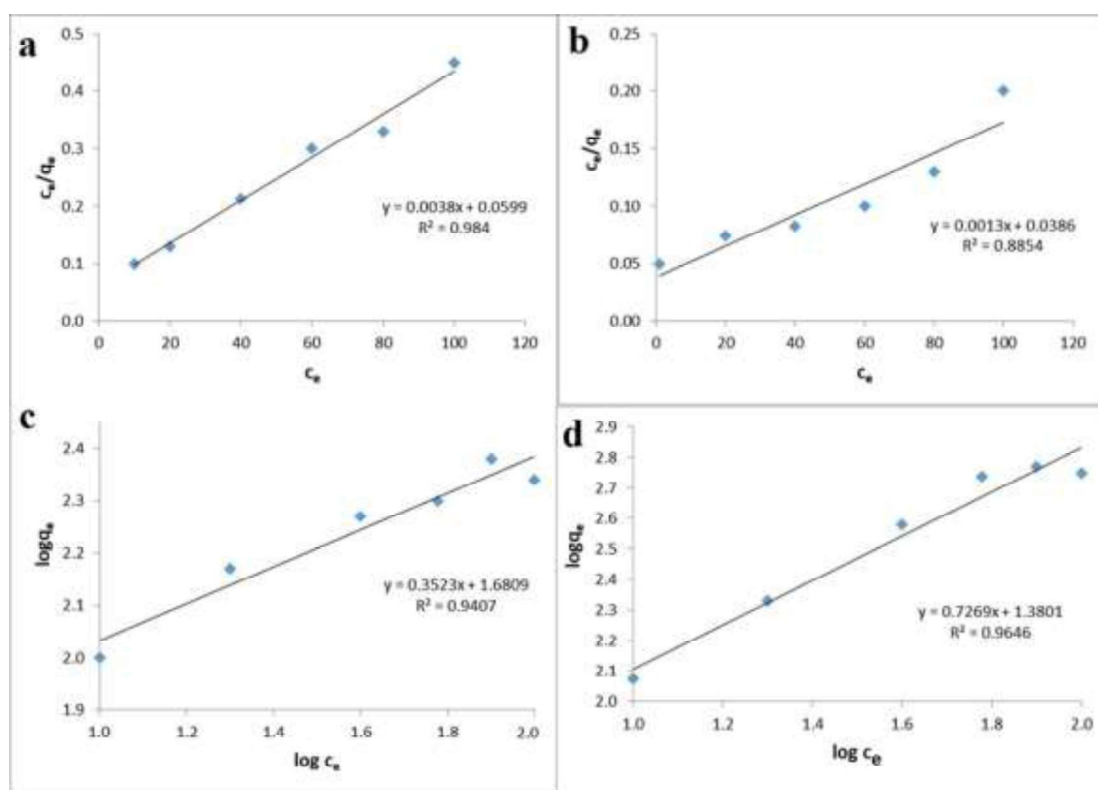 a
0.5
0.4
0.3
0.2
0.1
0.0
cₑ/qₑ
y = 0.0038x + 0.0599
R² = 0.984
0 20 40 60 80 100 120
cₑ
b
0.25
0.20
0.15
0.10
0.05
0.00
cₑ/qₑ
y = 0.0013x + 0.0386
R² = 0.8854
0 20 40 60 80 100 120
cₑ
c
2.4
2.3
2.2
2.1
2.0
1.9
logqₑ
y = 0.3523x + 1.6809
R² = 0.9407
1.0 1.2 1.4 1.6 1.8 2.0
log cₑ
d
2.9
2.8
2.7
2.6
2.5
2.4
2.3
2.2
2.1
2.0
logqₑ
y = 0.7269x + 1.3801
R² = 0.9646
1.0 1.2 1.4 1.6 1.8 2.0
log ce